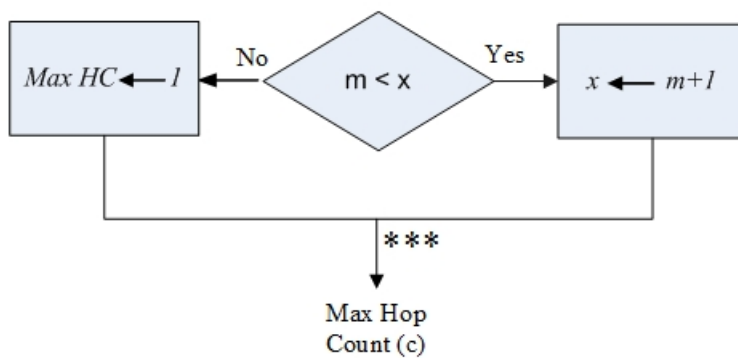 No
Yes
Max HC ← 1
m < x
x ← m+1
***
Max Hop
Count (c)